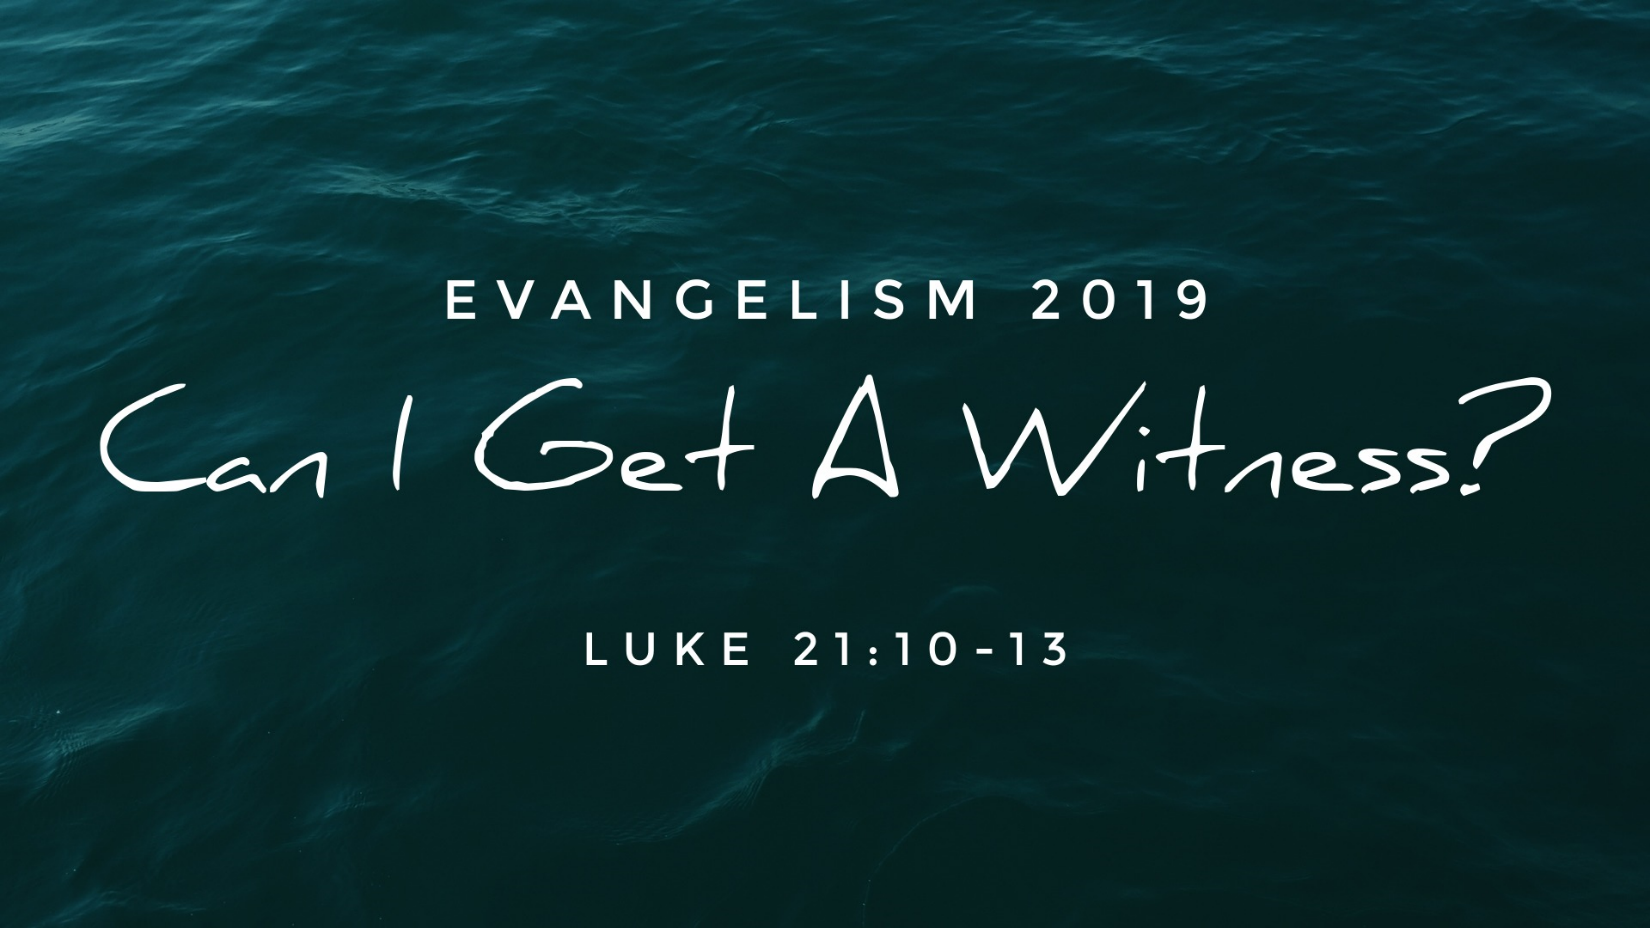 EVANGELISM 2019
Can I Get A Witness?
LUKE 21:10-13